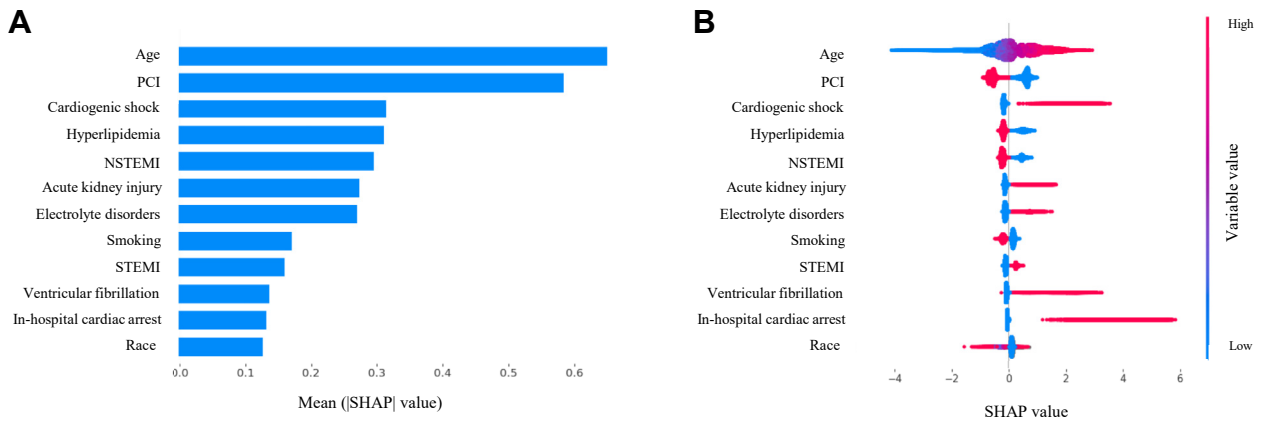 A
Age
PCI
Cardiogenic shock
Hyperlipidemia
NSTEMI
Acute kidney injury
Electrolyte disorders
Smoking
STEMI
Ventricular fibrillation
In-hospital cardiac arrest
Race
0.0 0.1 0.2 0.3 0.4 0.5 0.6
Mean (|SHAP| value)
B
Age
PCI
Cardiogenic shock
Hyperlipidemia
NSTEMI
Acute kidney injury
Electrolyte disorders
Smoking
STEMI
Ventricular fibrillation
In-hospital cardiac arrest
Race
−4 −2 0 2 4 6
SHAP value
High
Variable value
Low